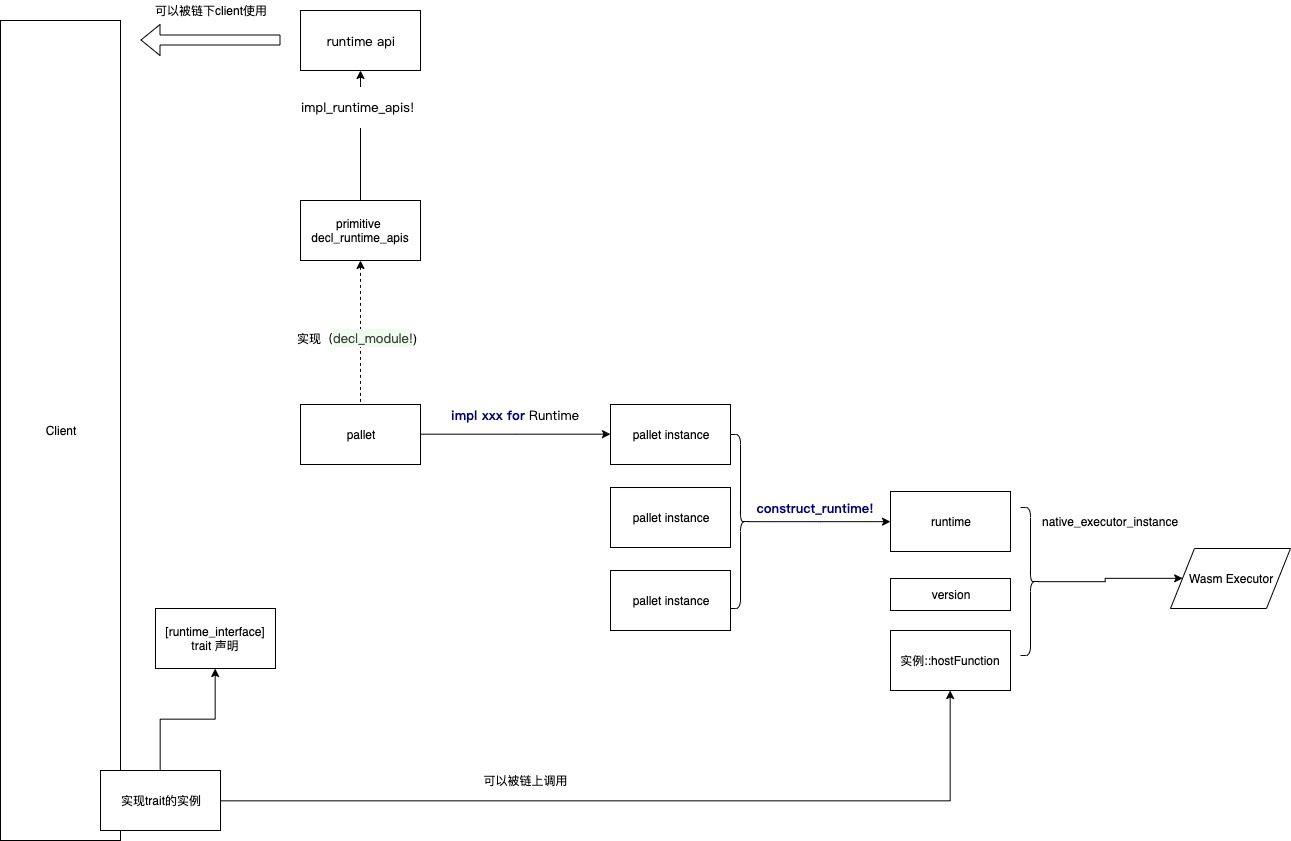 可以被链下client使用
runtime api
impl_runtime_apis!
primitive
decl_runtime_apis
实现（decl_module!)
Client
pallet
impl xxx for Runtime
pallet instance
pallet instance
pallet instance
construct_runtime!
runtime
native_executor_instance
Wasm Executor
version
实例::hostFunction
[runtime_interface]
trait 声明
可以被链上调用
实现trait的实例